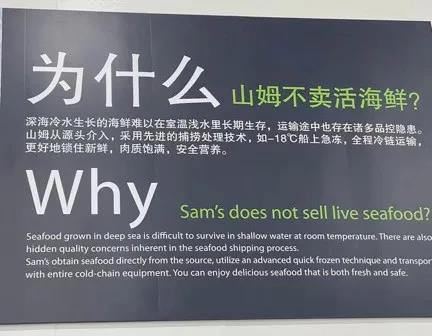 为什么 山姆不卖活海鲜?
深海冷水生长的海鲜难以在室温浅水里长期生存，运输途中也存在诸多品控隐患。
山姆从源头介入，采用先进的捕捞处理技术，如-18℃船上急冻，全程冷链运输，
更好地锁住新鲜，肉质饱满，安全营养。
Why Sam's does not sell live seafood?
Seafood grown in deep sea is difficult to survive in shallow water at room temperature. There are also
hidden quality concerns inherent in the seafood shipping process.
Sam's obtain seafood directly from the source, utilize an advanced quick frozen technique and transport
with entire cold-chain equipment. You can enjoy delicious seafood that is both fresh and safe.